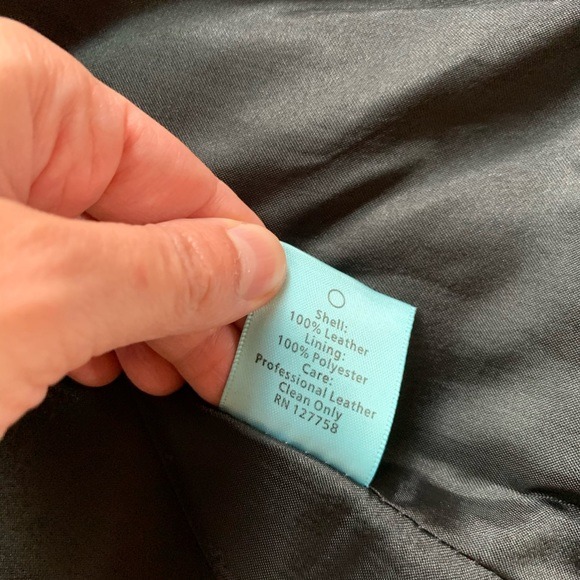 Shell:
100% Leather
Lining:
100% Polyester
Care:
Professional Leather
Clean Only
RN 127758